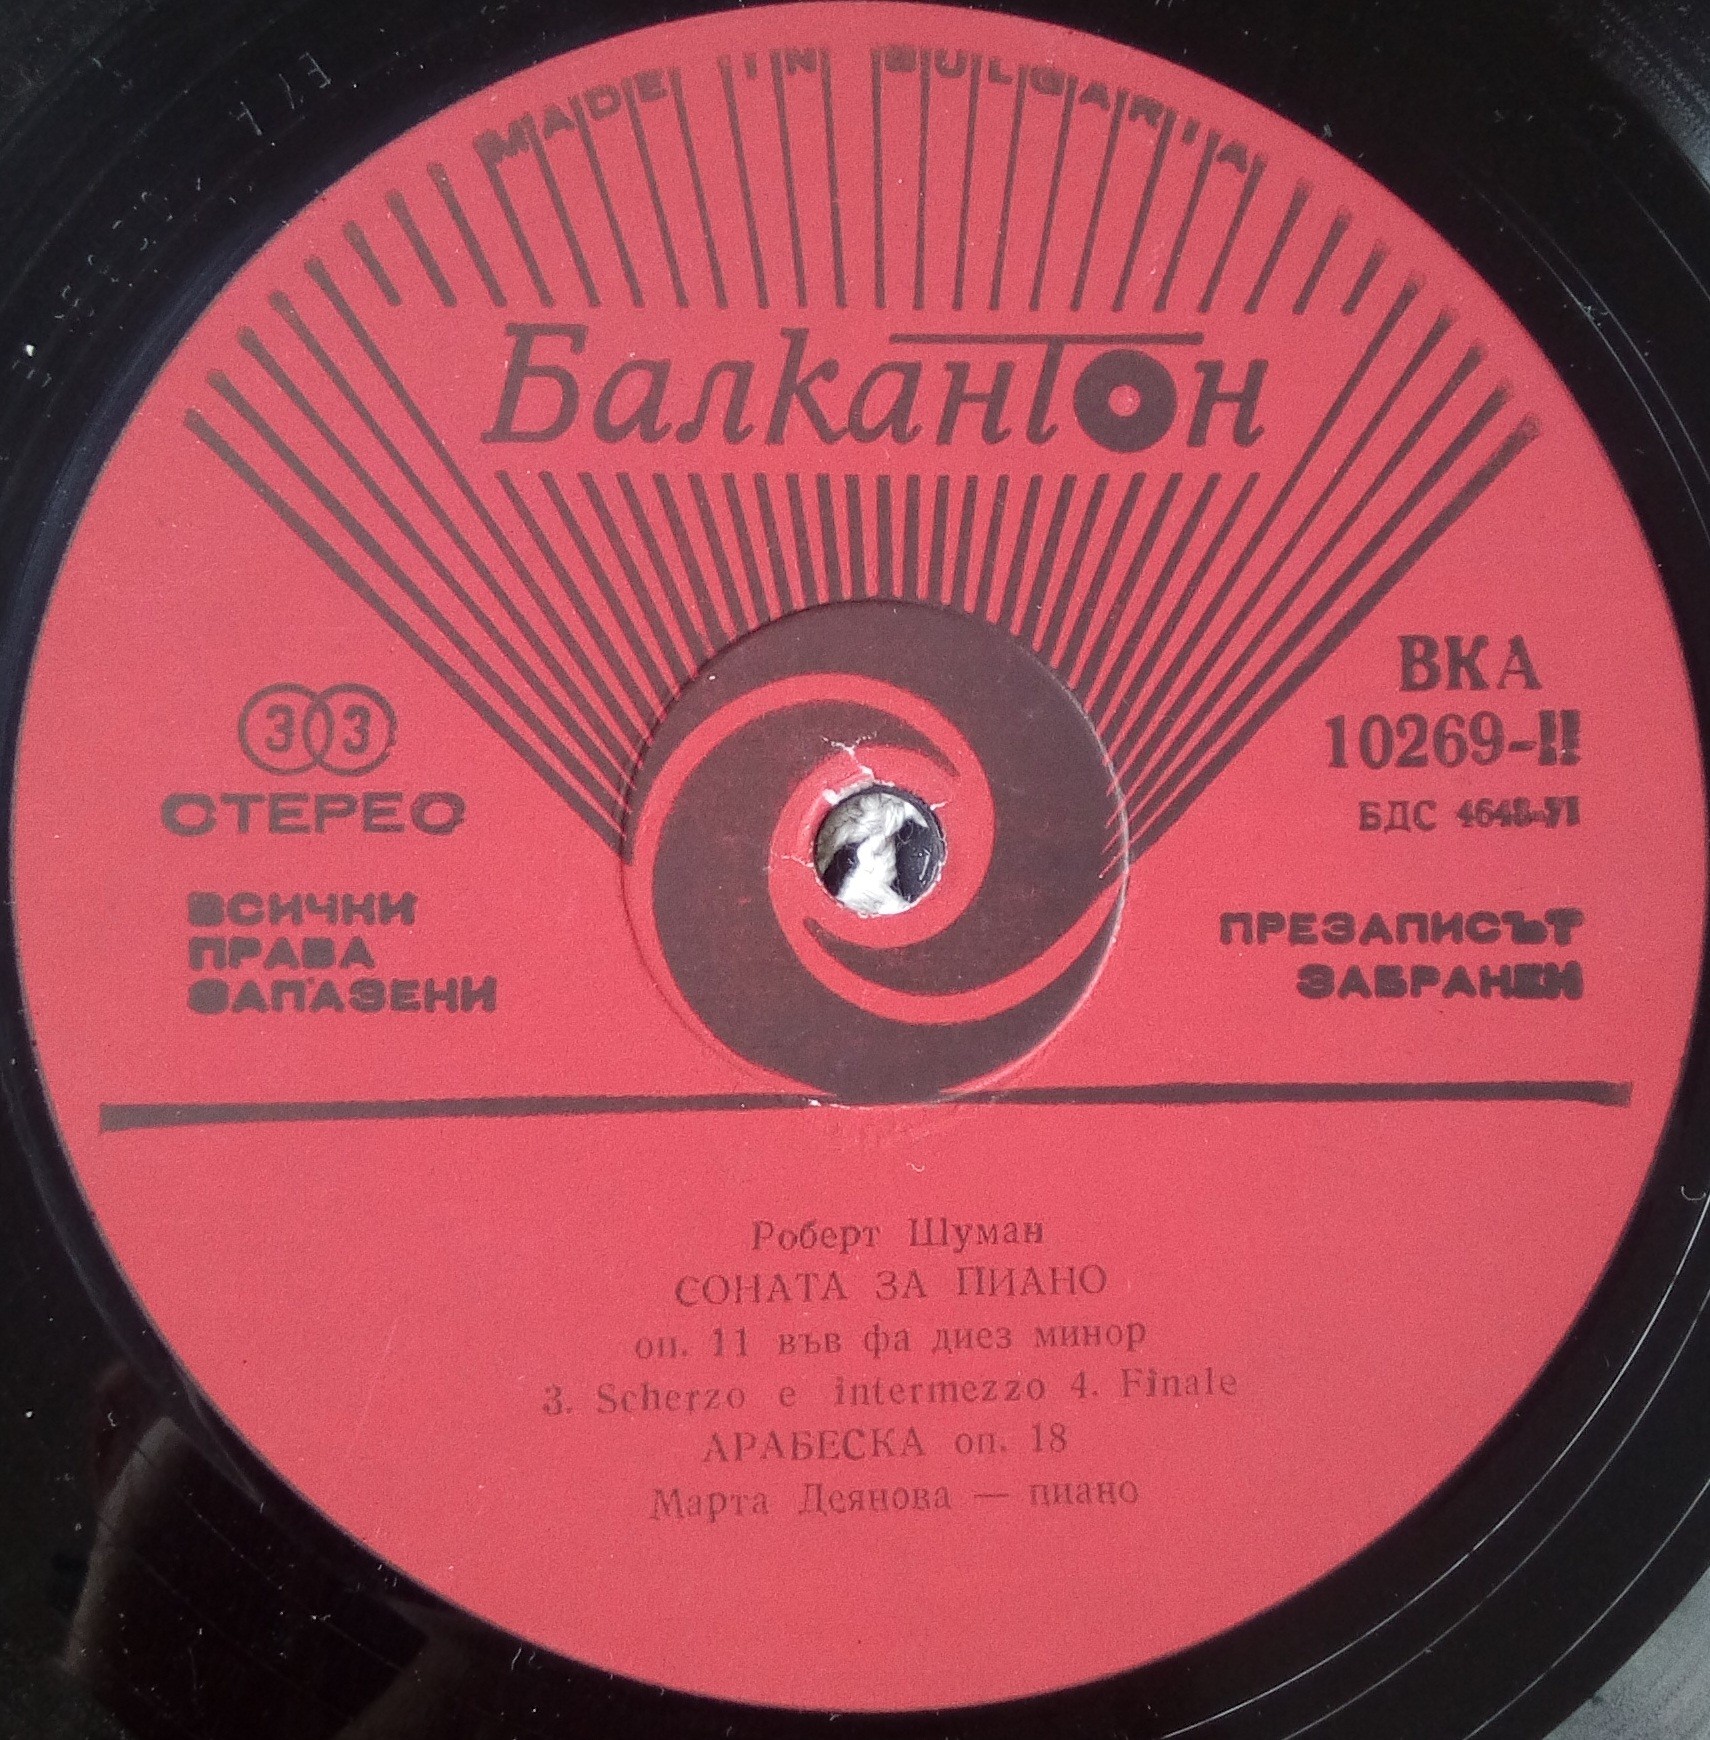 MADE IN BULGARIA
Балкантон
33
СТЕРЕО
ВСИЧКИ
ПРАВА
ЗАПАЗЕНИ
ВКА
10269-II
БДС
ПРЕЗАПИСЪТ
ЗАБРАНЕН
Роберт Шуман
СОНАТА ЗА ПИАНО
оп. 11 във фа диез минор
3. Scherzo e intermezzo 4. Finale
АРАБЕСКА оп. 18
Марта Деянова — пиано